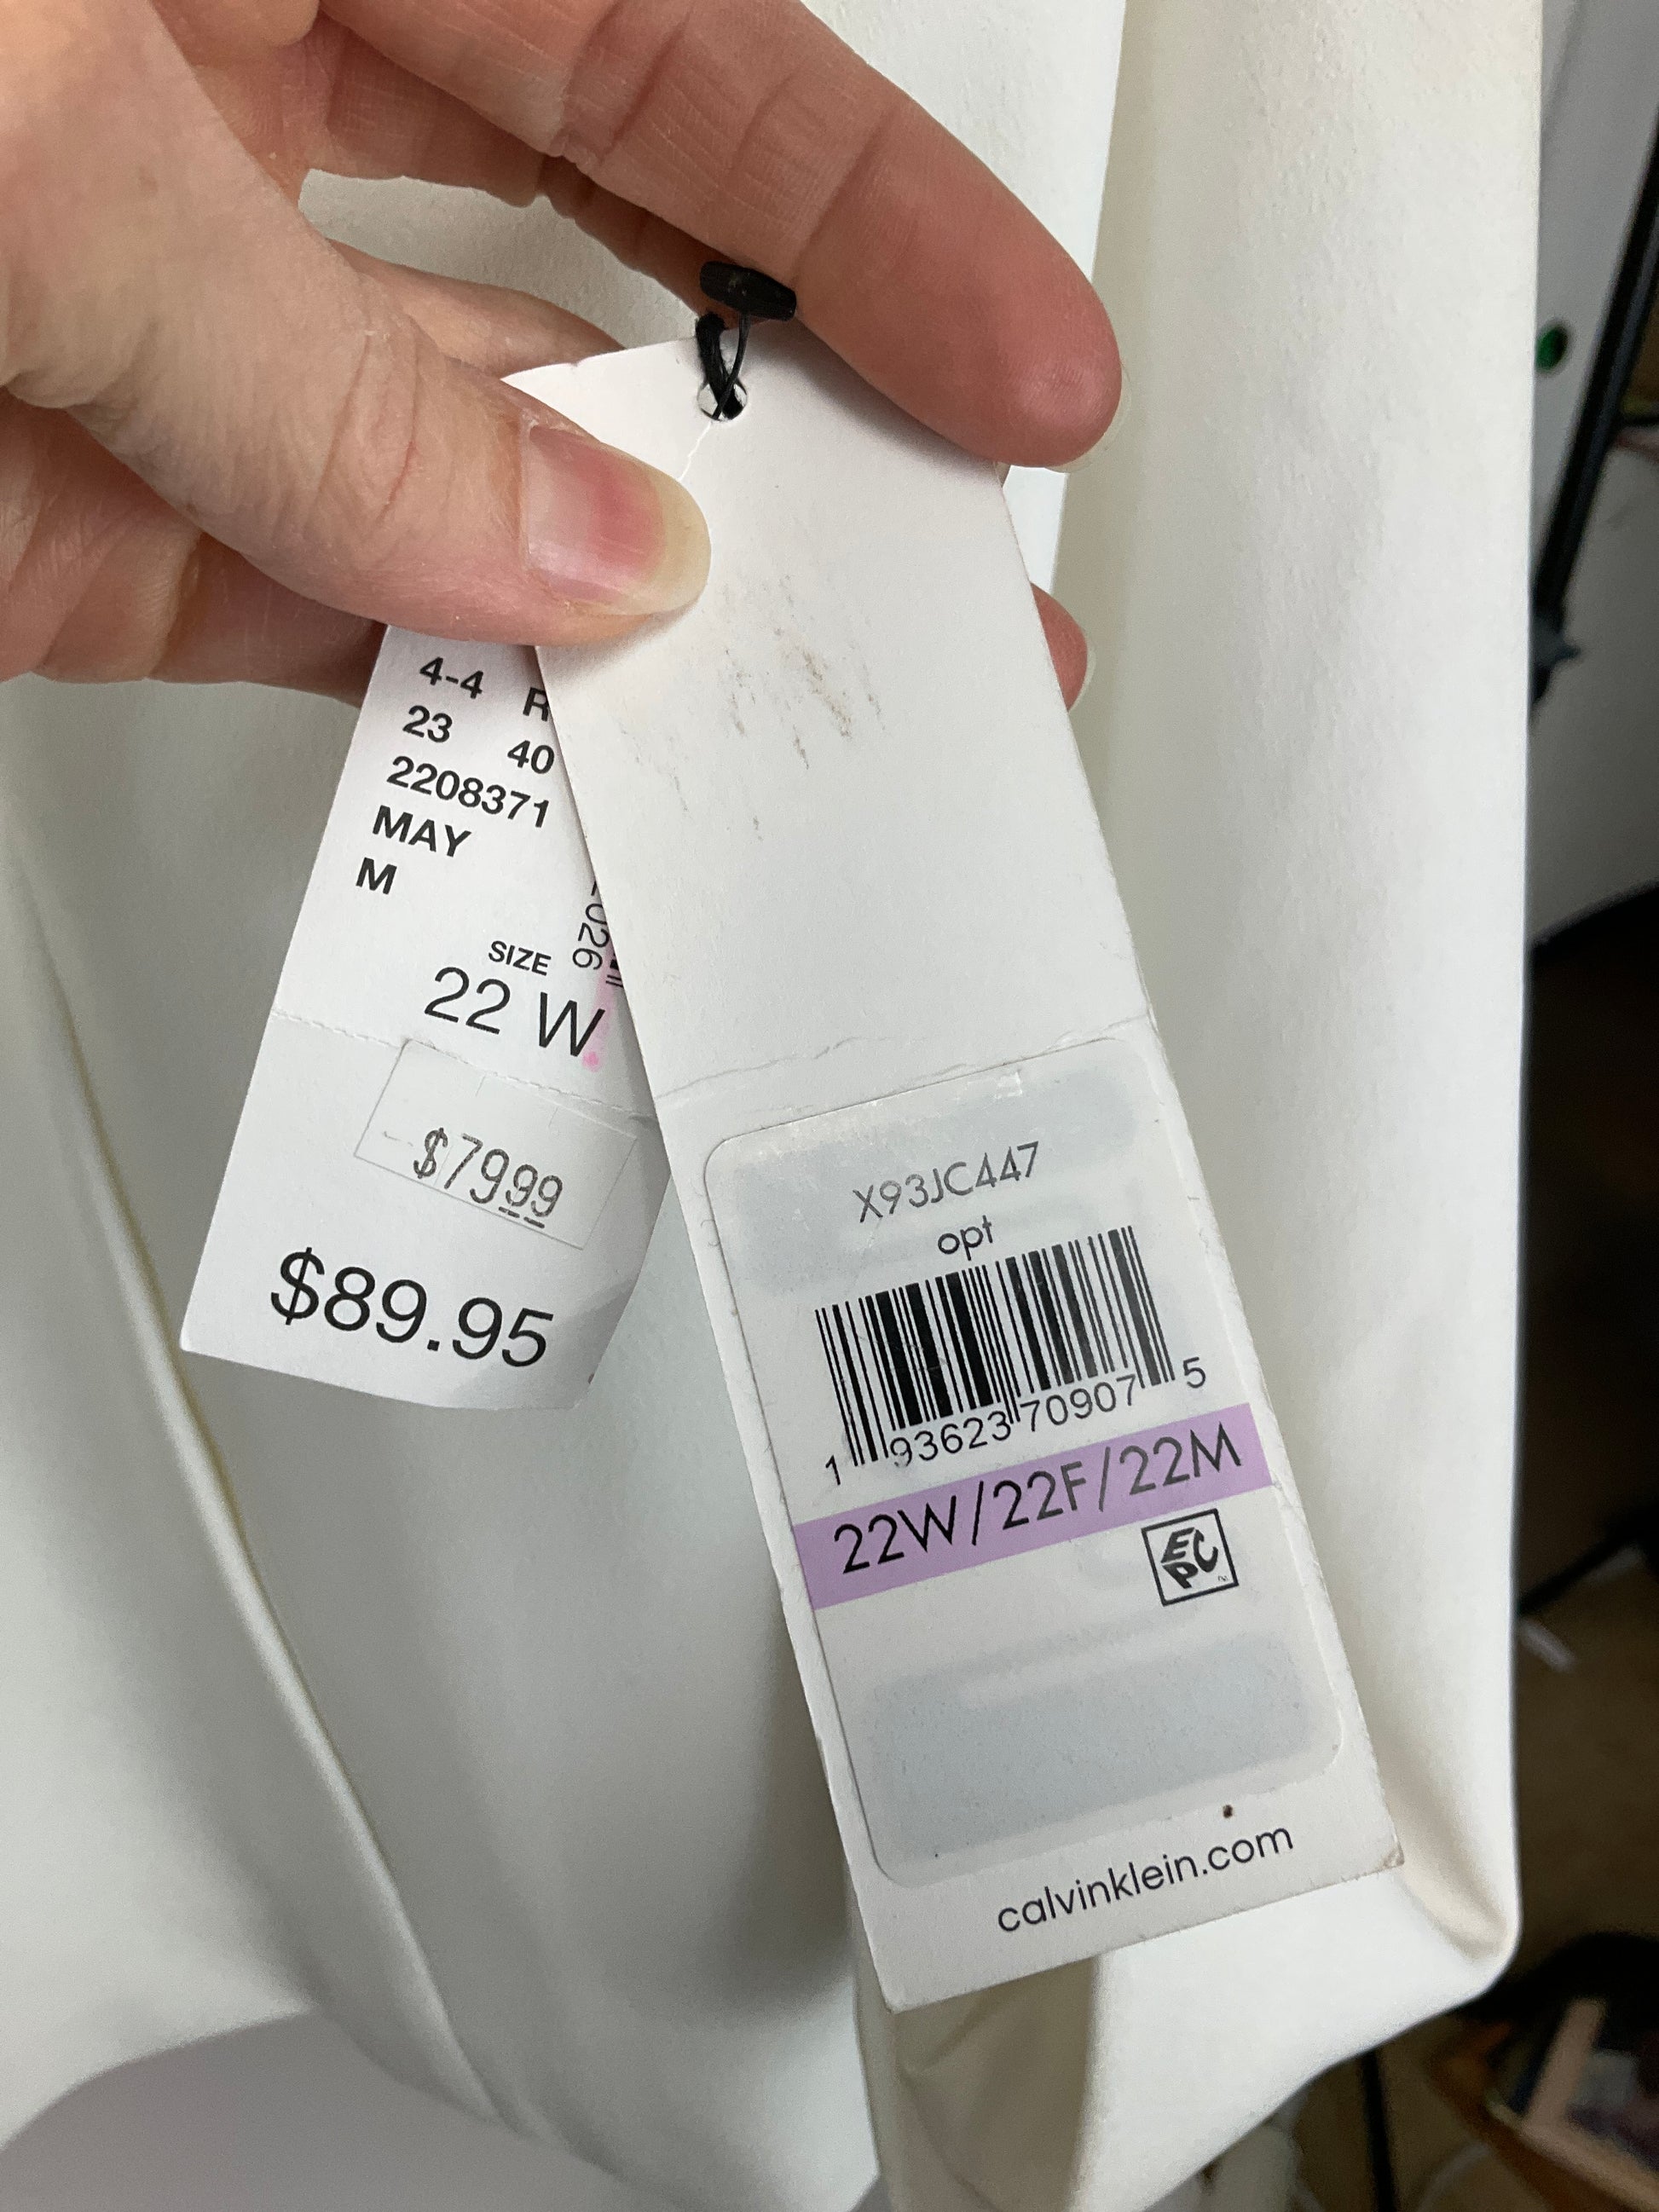 4-4 R
23 40
2208371
MAY
M
026
SIZE
22 W
$79.99
$89.95
X93JC447
opt
1 93623 70907 5
22W/22F/22M
EPC
calvinklein.com